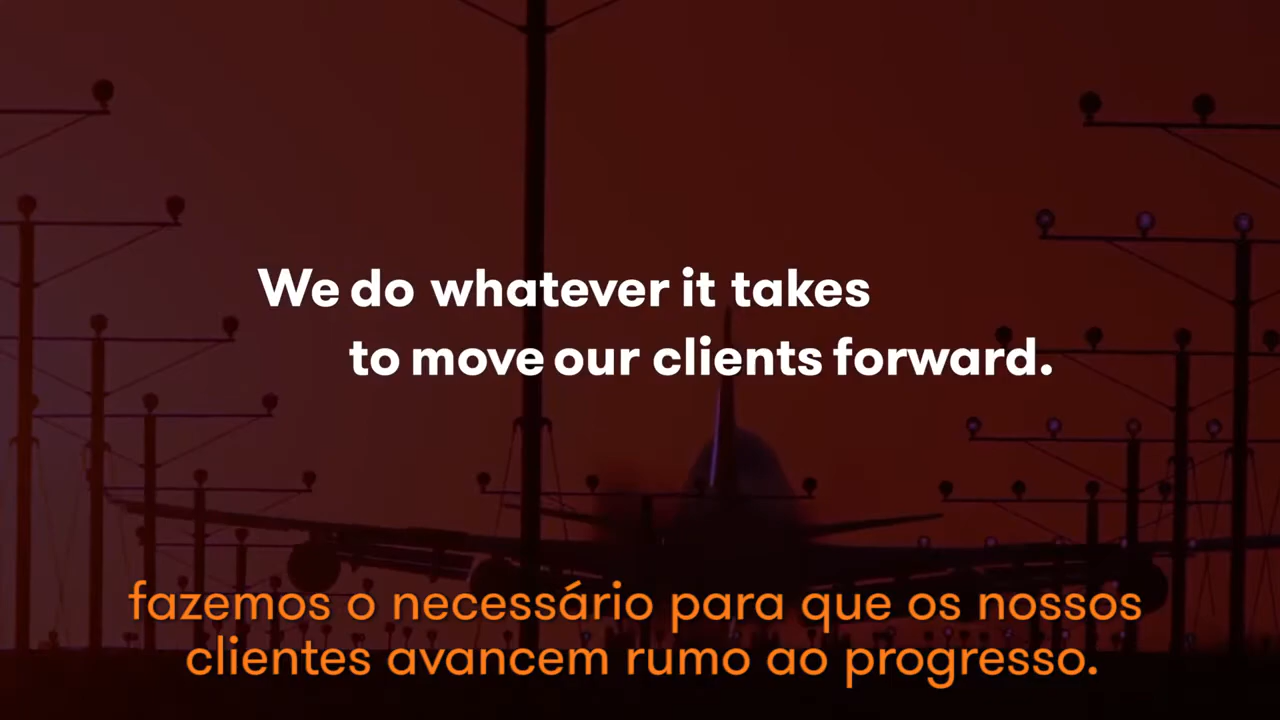 We do whatever it takes
to move our clients forward.
fazemos o necessário para que os nossos
clientes avancem rumo ao progresso.